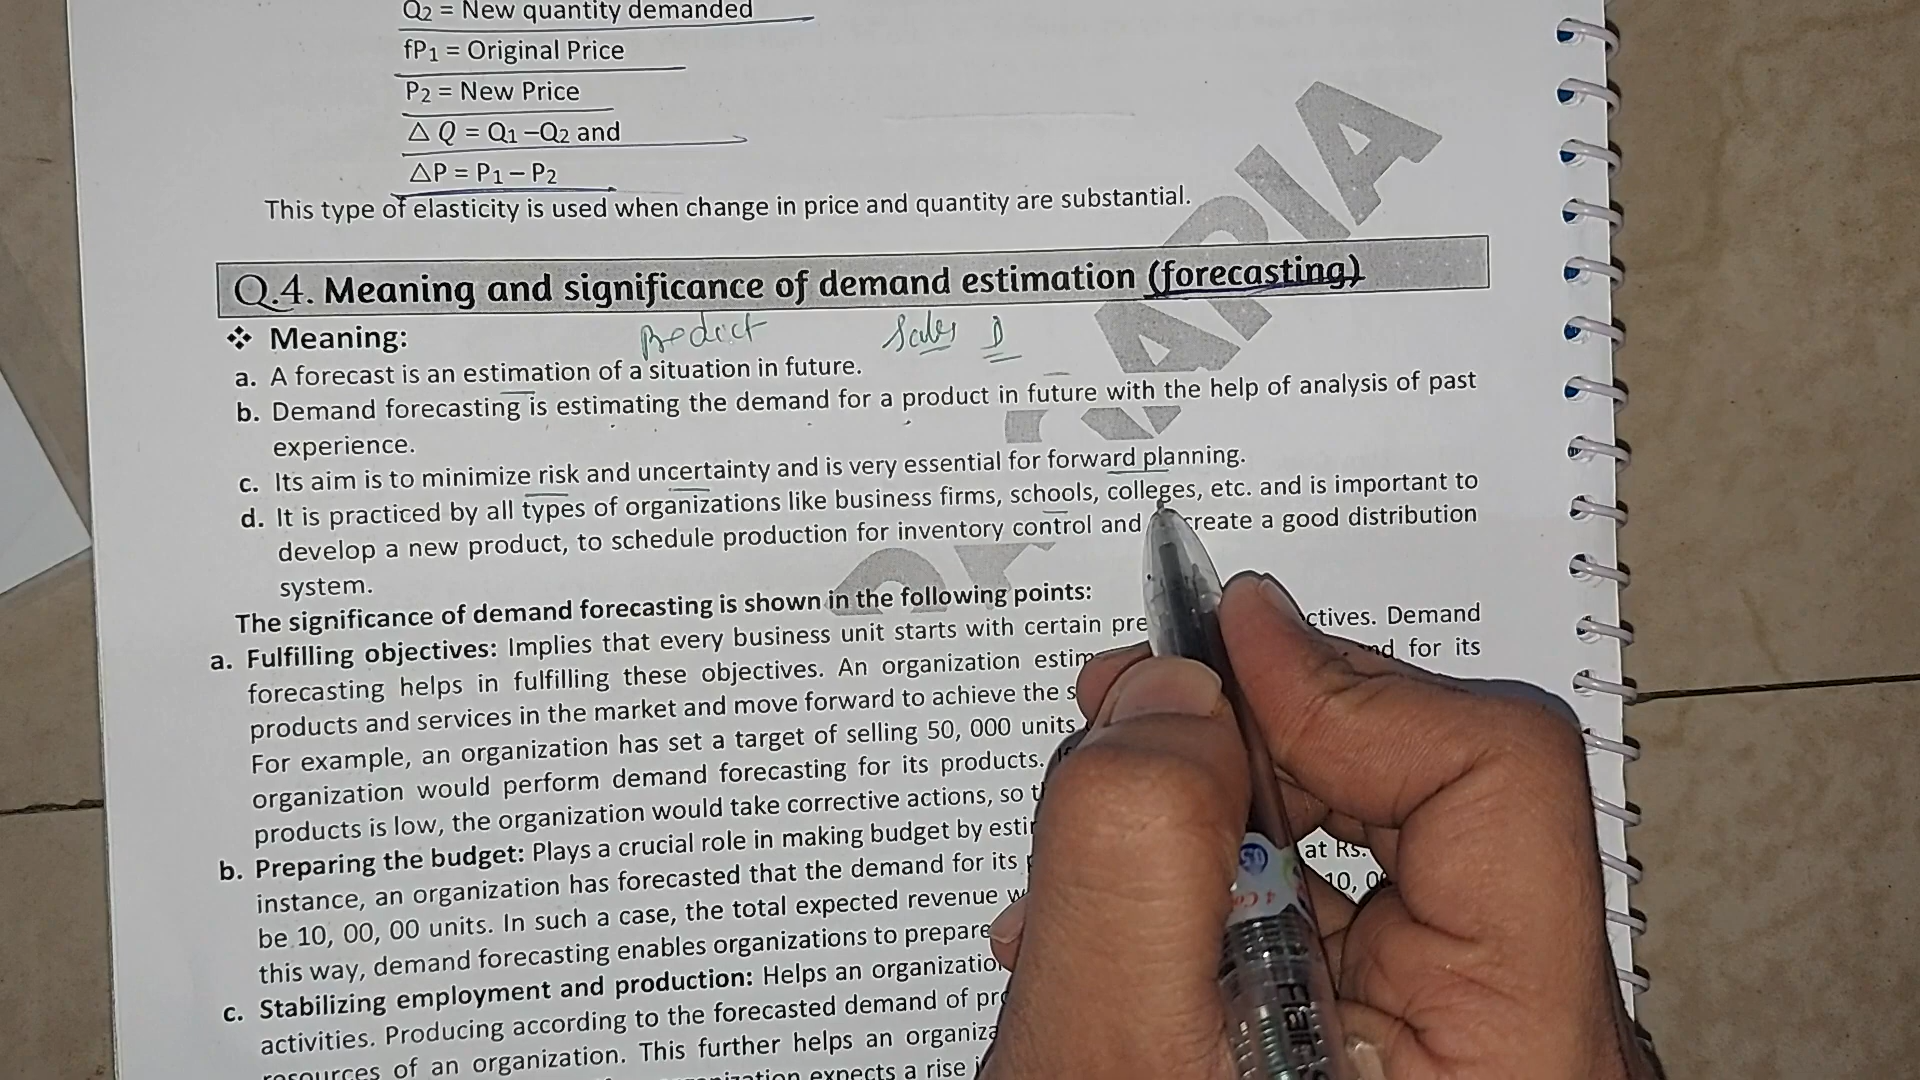 Q2 = New quantity demanded
fP1 = Original Price
P2 = New Price
△ Q = Q1 –Q2 and
△P = P1 – P2
This type of elasticity is used when change in price and quantity are substantial.
Q.4. Meaning and significance of demand estimation (forecasting)
❖ Meaning:
Predict Sales D
a. A forecast is an estimation of a situation in future.
b. Demand forecasting is estimating the demand for a product in future with the help of analysis of past
experience.
c. Its aim is to minimize risk and uncertainty and is very essential for forward planning.
d. It is practiced by all types of organizations like business firms, schools, colleges, etc. and is important to
develop a new product, to schedule production for inventory control and create a good distribution
system.
The significance of demand forecasting is shown in the following points:
a. Fulfilling objectives: Implies that every business unit starts with certain pre ctives. Demand
forecasting helps in fulfilling these objectives. An organization estim for its
products and services in the market and move forward to achieve the s
For example, an organization has set a target of selling 50, 000 units
organization would perform demand forecasting for its products.
products is low, the organization would take corrective actions, so t
b. Preparing the budget: Plays a crucial role in making budget by esti at Rs.
instance, an organization has forecasted that the demand for its 10, 0
be 10, 00, 00 units. In such a case, the total expected revenue w
this way, demand forecasting enables organizations to prepare
c. Stabilizing employment and production: Helps an organizatio
activities. Producing according to the forecasted demand of pr
resources of an organization. This further helps an organiza
expects a rise
Flair